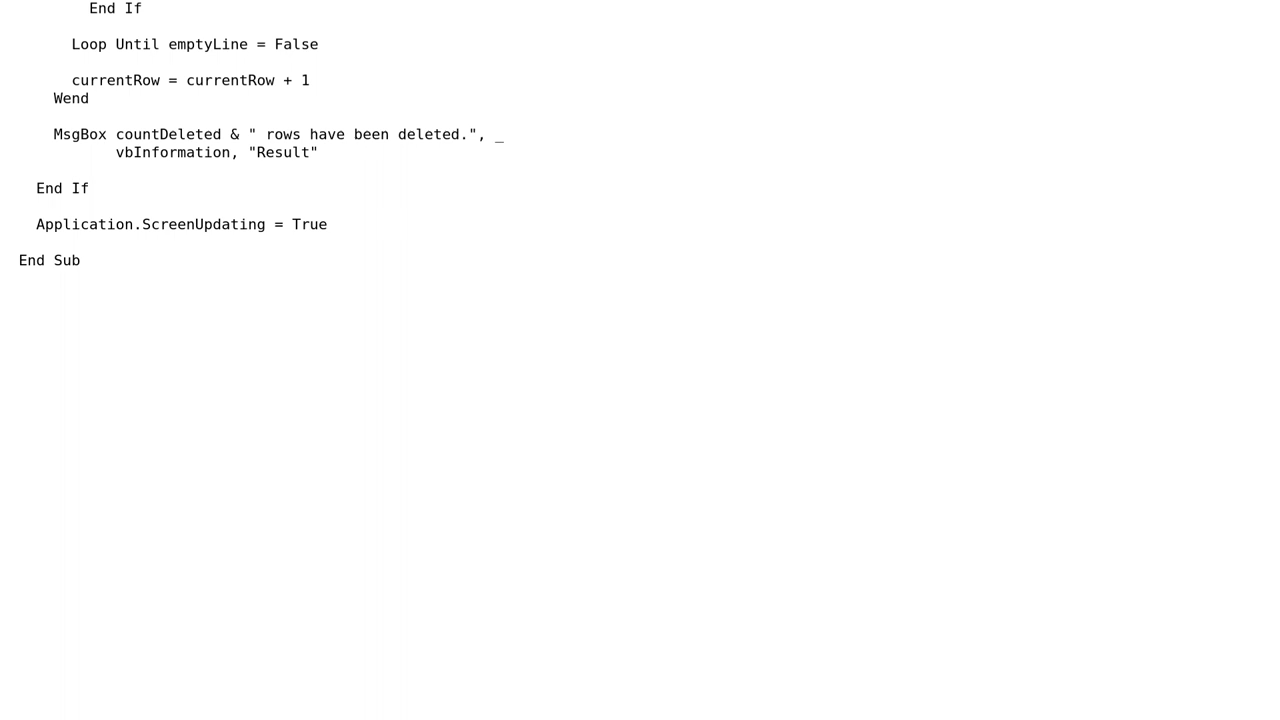 End If
Loop Until emptyLine = False
currentRow = currentRow + 1
Wend
MsgBox countDeleted & " rows have been deleted.", _
vbInformation, "Result"
End If
Application.ScreenUpdating = True
End Sub